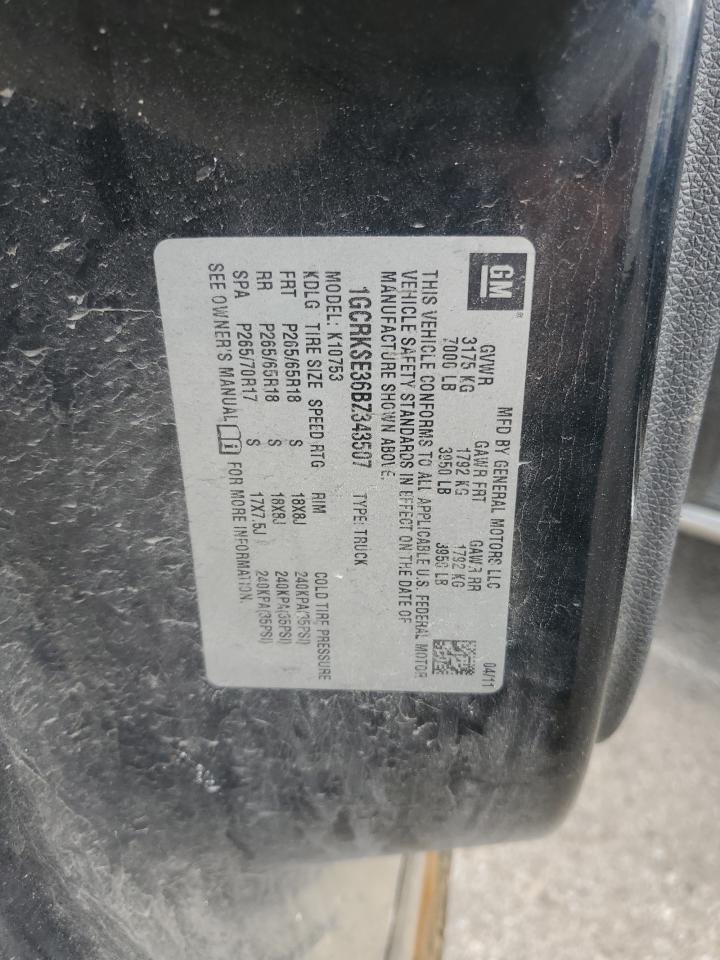 GM®
MFD BY GENERAL MOTORS LLC 04/11
GVWR GAWR FRT GAWR RR
3175 KG 1792 KG 1792 KG
7000 LB 3950 LB 3950 LB
THIS VEHICLE CONFORMS TO ALL APPLICABLE U.S. FEDERAL MOTOR
VEHICLE SAFETY STANDARDS IN EFFECT ON THE DATE OF
MANUFACTURE SHOWN ABOVE.
1GCRKSE36BZ343507 TYPE: TRUCK
MODEL: K10753
KDLG TIRE SIZE SPEED RTG RIM COLD TIRE PRESSURE
FRT P265/65R18 S 18X8J 240KPA(35PSI)
RR P265/65R18 S 18X8J 240KPA(35PSI)
SPA P265/70R17 S 17X7.5J 240KPA(35PSI)
SEE OWNER'S MANUAL FOR MORE INFORMATION.